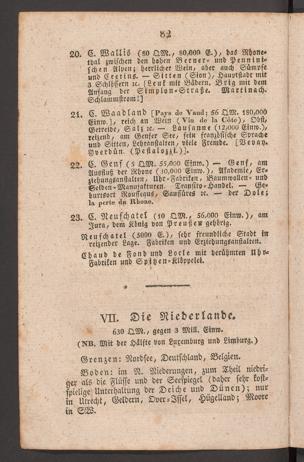 82
20. C. Wallis (80 Q.M., 80,000 E.), das Rhone-
thal zwischen den hohen Berner- und Pennini-
schen Alpen; herrlicher Wein, aber auch Sümpfe
und Cretins. — Sitten (Sion), Hauptstadt mit
3 Schlössern ꝛc. [Leuk mit Bädern. Brig mit dem
Anfang der Simplon-Straße. Martinach.
Schlammstrom!]
21. C. Waadland [Pays de Vaud; 56 Q.M. 180,000
Einw.], reich an Wein (Vin de la Côte), Obst,
Getreide, Salz ꝛc. — Lausanne (12,000 Einw.),
reizend, am Genfer See, sein französische Sprache
und Sitten, Lehranstalten, viele Fremde. [Vevay.
Yverdün. (Pestalozzi).]
22. C. Genf (5 Q.M. 55,000 Einw.) — Genf, am
Ausfluß der Rhone (10,000 Einw.), Akademie, Er-
ziehungsanstalten, Uhr-Fabriken, Baumwollen- und
Seiden-Manufakturen. Transito-Handel. — Ge-
burtsort Rousseaus, Saussüres ꝛc. — der Dole;
la perte du Rhone.
23. C. Neufchatel (10 Q.M., 56,000 Einw.), am
Jura, dem König von Preußen gehörig.
Neufchatel (5000 E.), sehr freundliche Stadt in
reizender Lage. Fabriken und Erziehungsanstalten.
Chaud de Fond und Locle mit berühmten Uhr-
Fabriken und Spitzen-Klöppelei.
VII. Die Niederlande.
630 Q.M., gegen 3 Mill. Einw.
(NB. Mit der Hälfte von Luxemburg und Limburg.)
Grenzen: Nordsee, Deutschland, Belgien.
Boden: im N. Niederungen, zum Theil niedri-
ger als die Flüsse und der Seespiegel (daher sehr kost-
spielige Unterhaltung der Deiche und Dünen); nur
in Utrecht, Geldern, Over-Issel, Hügelland; Moore
in SW.